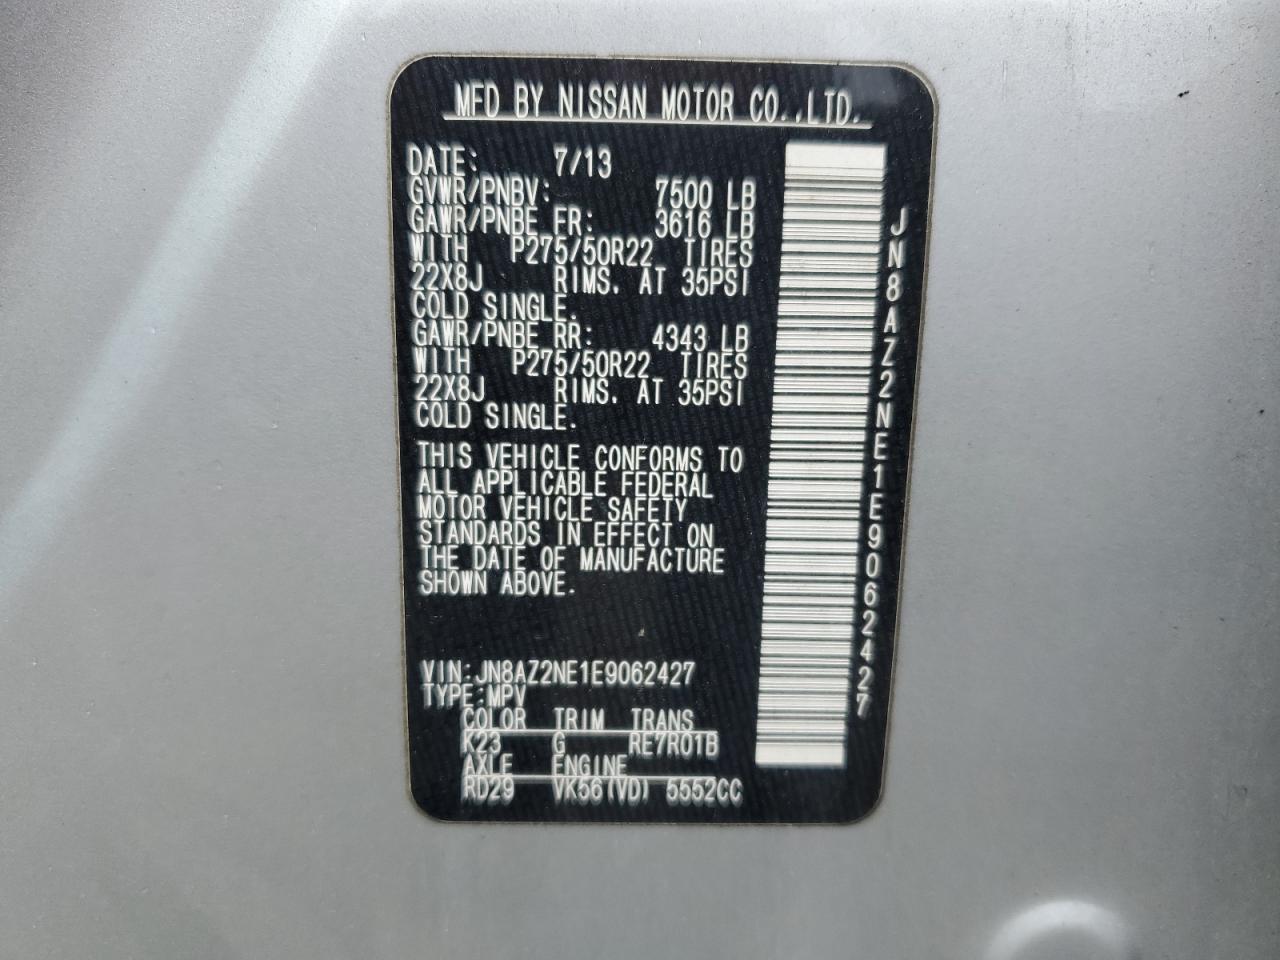 MFD BY NISSAN MOTOR CO.,LTD.
DATE: 7/13
GVWR/PNBV: 7500 LB
GAWR/PNBE FR: 3616 LB
WITH P275/50R22 TIRES
22X8J RIMS. AT 35PSI
COLD SINGLE.
GAWR/PNBE RR: 4343 LB
WITH P275/50R22 TIRES
22X8J RIMS. AT 35PSI
COLD SINGLE.
THIS VEHICLE CONFORMS TO
ALL APPLICABLE FEDERAL
MOTOR VEHICLE SAFETY
STANDARDS IN EFFECT ON
THE DATE OF MANUFACTURE
SHOWN ABOVE.
VIN:JN8AZ2NE1E9062427
TYPE:MPV
COLOR TRIM TRANS
K23 G RE7R01B
AXLE ENGINE
RD29 VK56(VD) 5552CC
JN8AZ2NE1E9062427